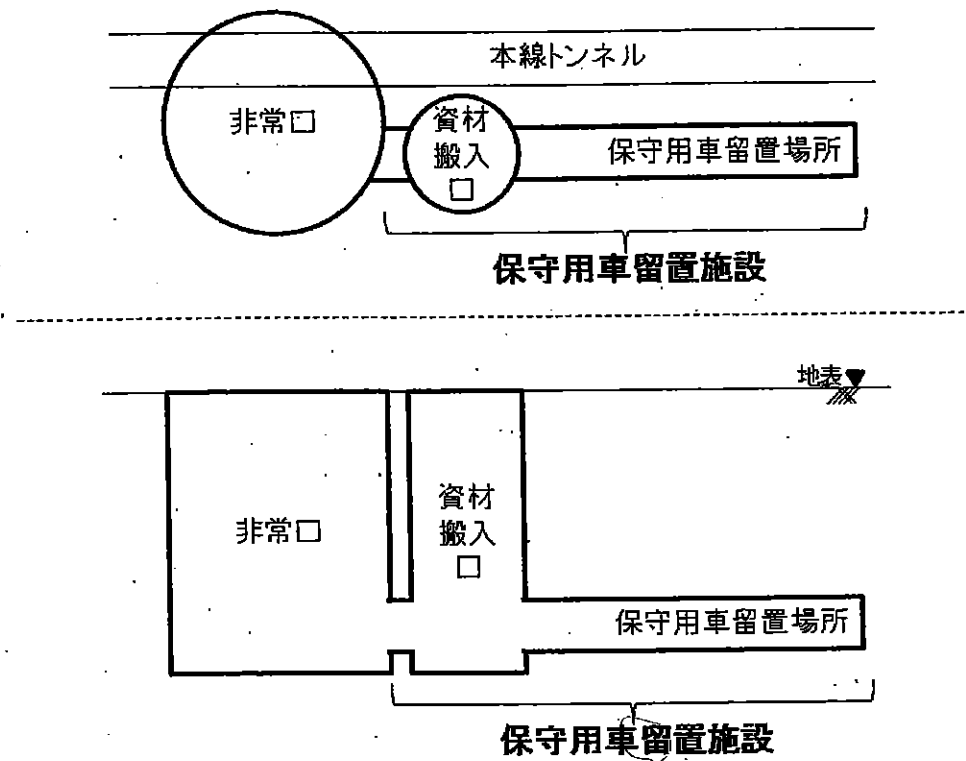 本線トンネル
非常口
資材
搬入
口
保守用車留置場所
保守用車留置施設
地表
非常口
資材
搬入
口
保守用車留置場所
保守用車留置施設